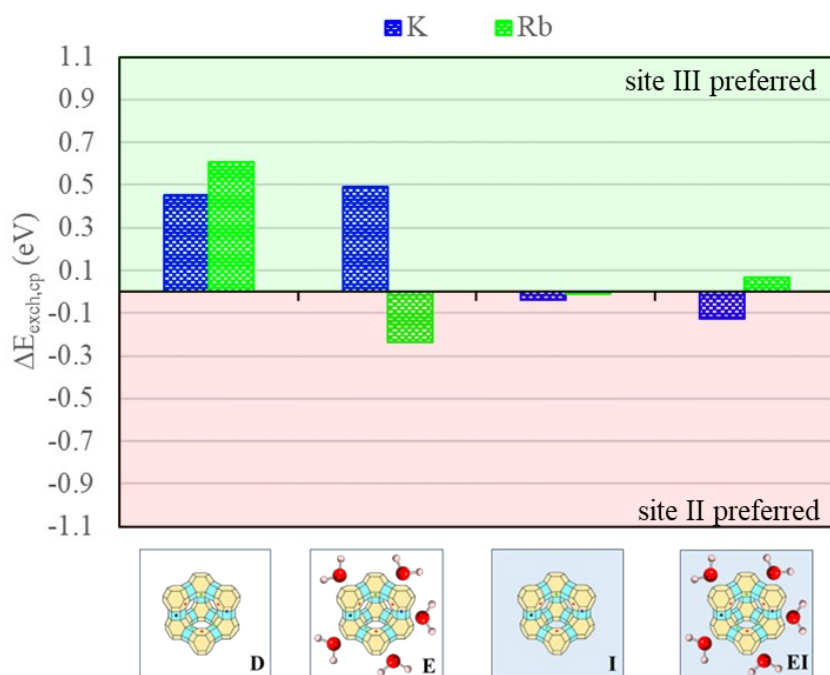 K Rb
1.1
site III preferred
0.9
0.7
0.5
0.3
0.1
-0.1
-0.3
-0.5
-0.7
-0.9
-1.1
site II preferred
ΔE_exch,cp (eV)
D E I EI